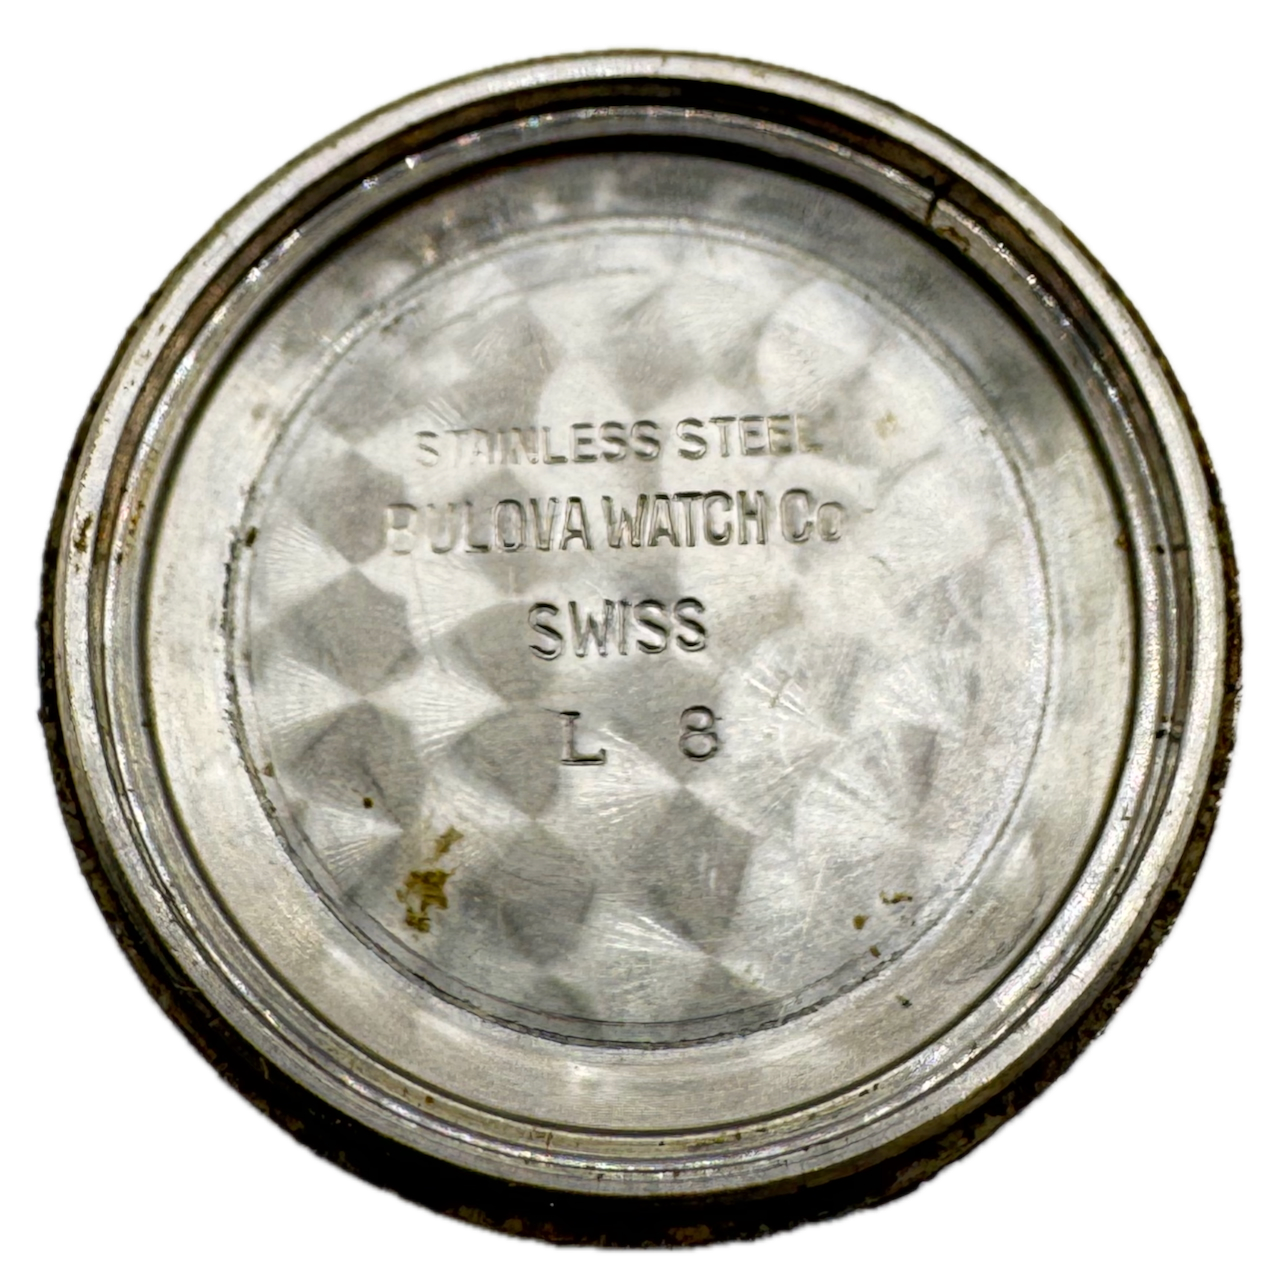 STAINLESS STEEL
BULOVA WATCH Co
SWISS
L 8